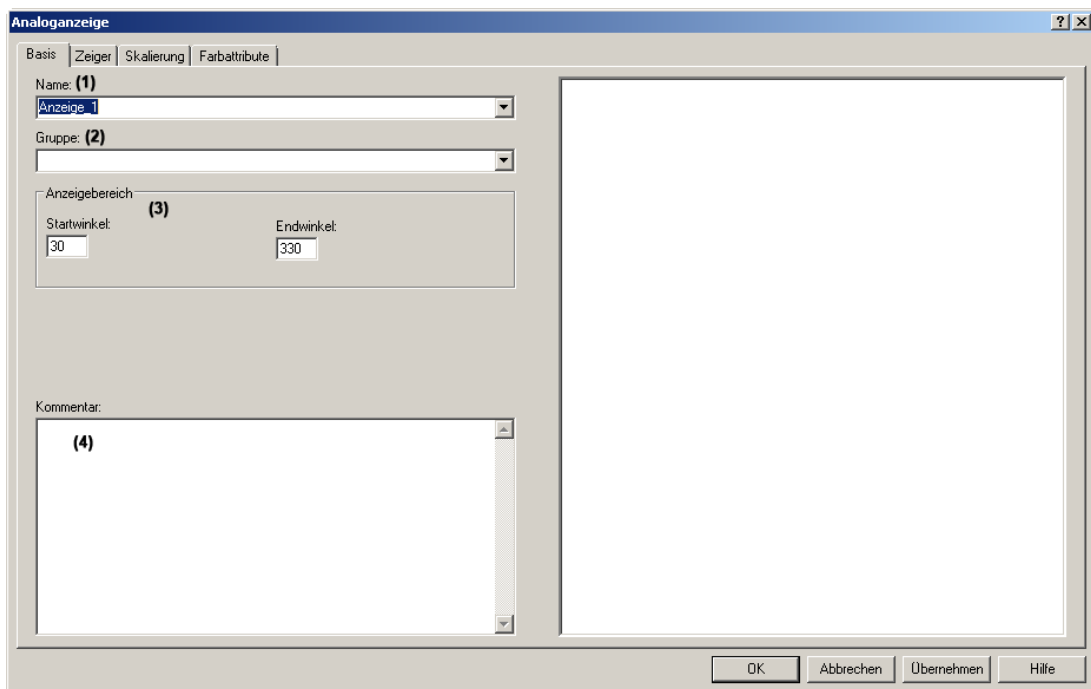 Analoganzeige
Basis Zeiger Skalierung Farbattribute
Name: (1)
Anzeige_1
Gruppe: (2)
Anzeigebereich
(3)
Startwinkel: Endwinkel:
30 330
Kommentar:
(4)
OK Abbrechen Übernehmen Hilfe